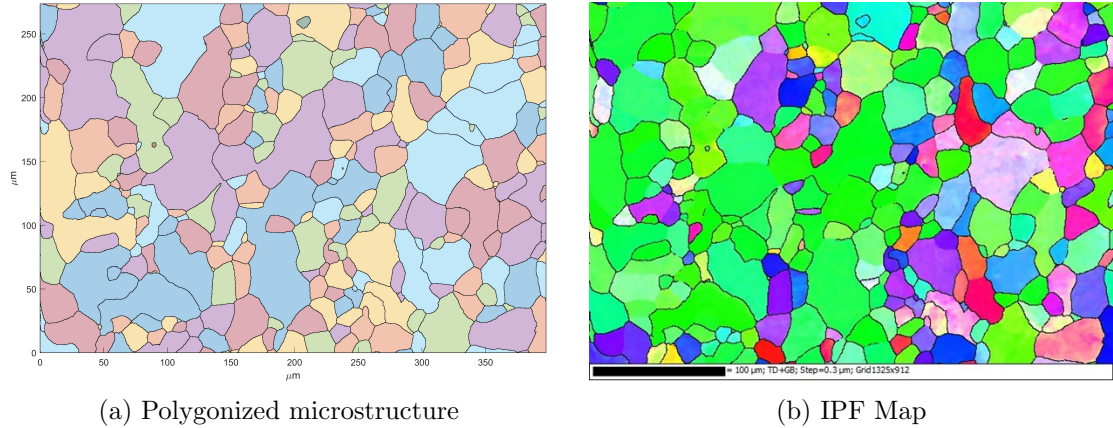 250
200
150
100
50
0
μm
0 50 100 150 200 250 300 350
μm
= 100 μm; TD+GB; Step=0.3 μm; Grid1325x912
(a) Polygonized microstructure
(b) IPF Map